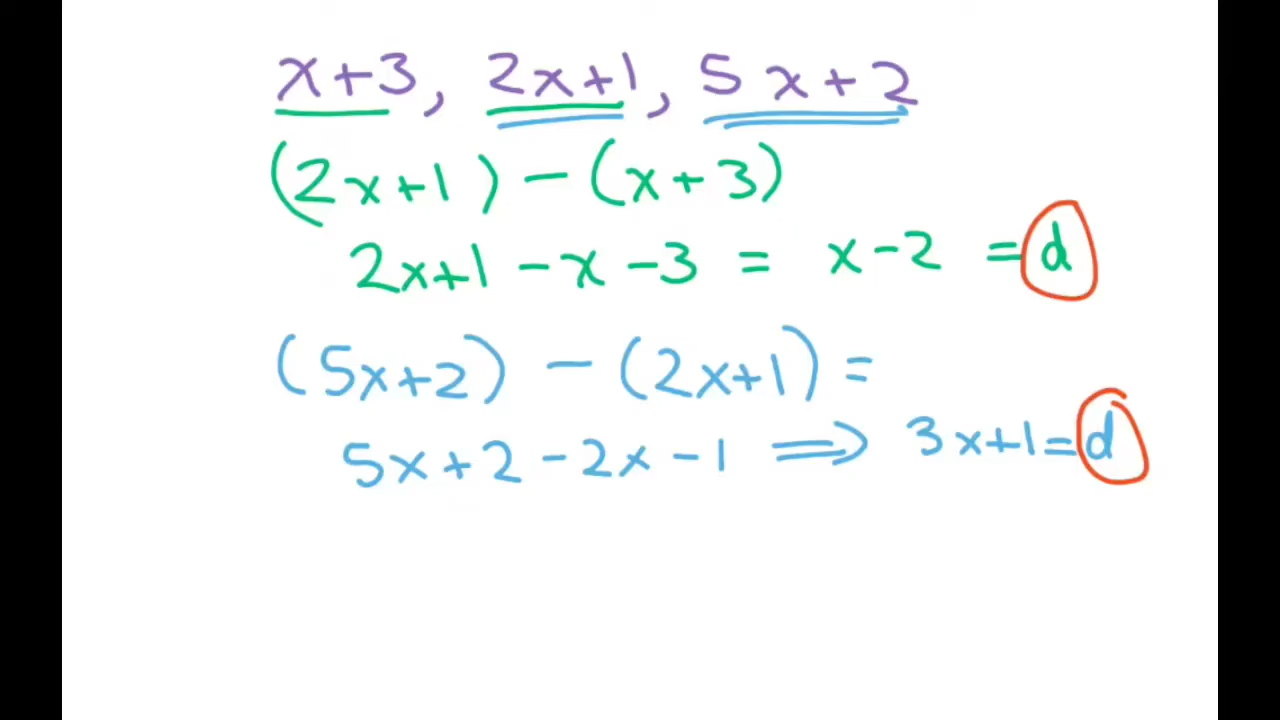 x+3, 2x+1, 5x+2
(2x+1) - (x+3)
2x+1 - x - 3 = x - 2 = d
(5x+2) - (2x+1) =
5x+2 - 2x - 1 ⟹ 3x+1 = d